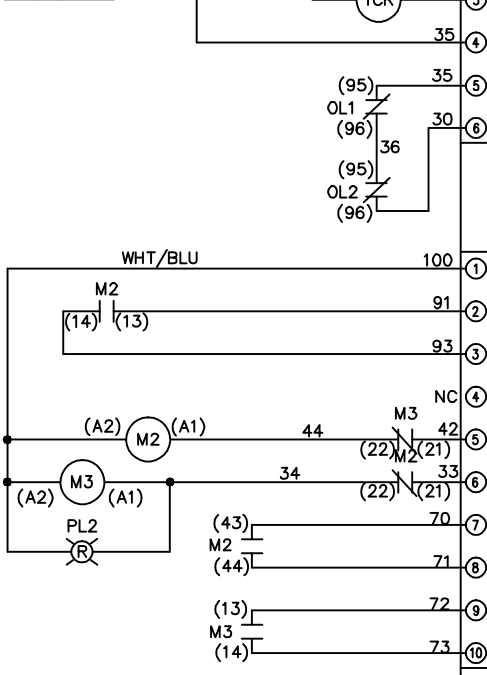 TCR 3
35 4
(95) 35 5
OL1
(96) 30 6
36
(95)
OL2
(96)
WHT/BLU 100 1
M2
(14) (13) 91 2
93 3
NC 4
M3
(A2) M2 (A1) 44 (22) (21) 42 5
M2
(A2) M3 (A1) 34 (22) (21) 33 6
PL2
R
(43) 70 7
M2
(44) 71 8
(13) 72 9
M3
(14) 73 10